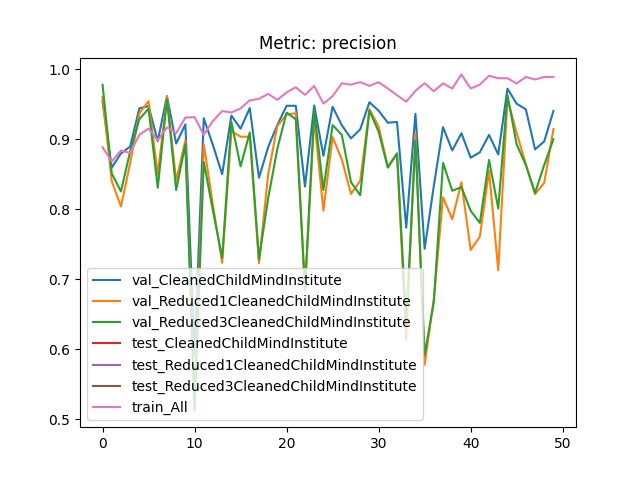 Metric: precision
1.0
0.9
0.8
0.7
0.6
0.5
val_CleanedChildMindInstitute
val_Reduced1CleanedChildMindInstitute
val_Reduced3CleanedChildMindInstitute
test_CleanedChildMindInstitute
test_Reduced1CleanedChildMindInstitute
test_Reduced3CleanedChildMindInstitute
train_All
0 10 20 30 40 50